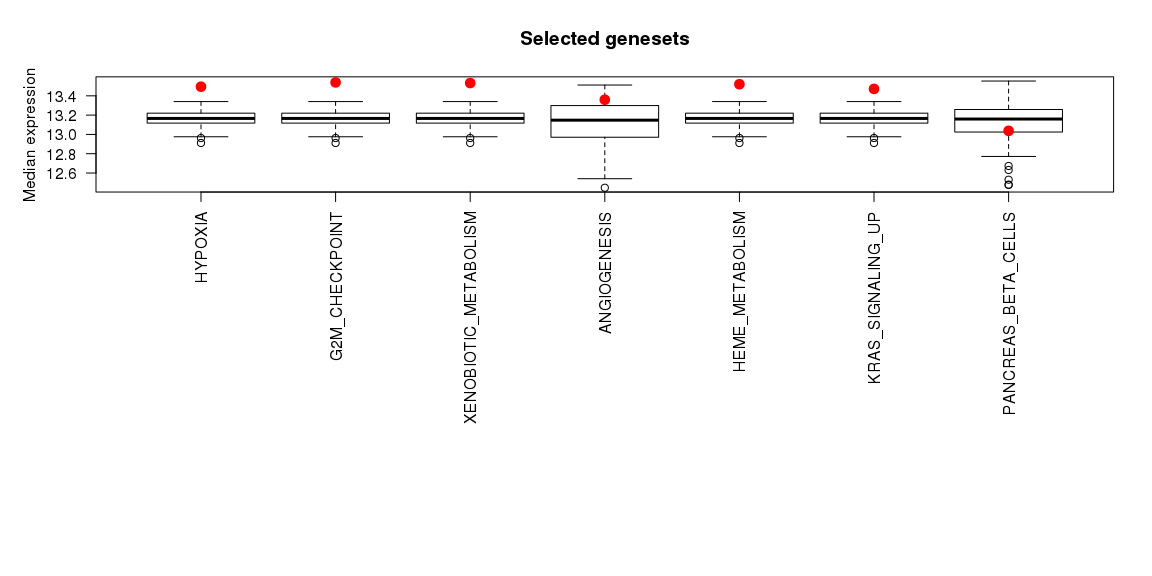 Selected genesets
Median expression
13.4
13.2
13.0
12.8
12.6
HYPOXIA
G2M_CHECKPOINT
XENOBIOTIC_METABOLISM
ANGIOGENESIS
HEME_METABOLISM
KRAS_SIGNALING_UP
PANCREAS_BETA_CELLS